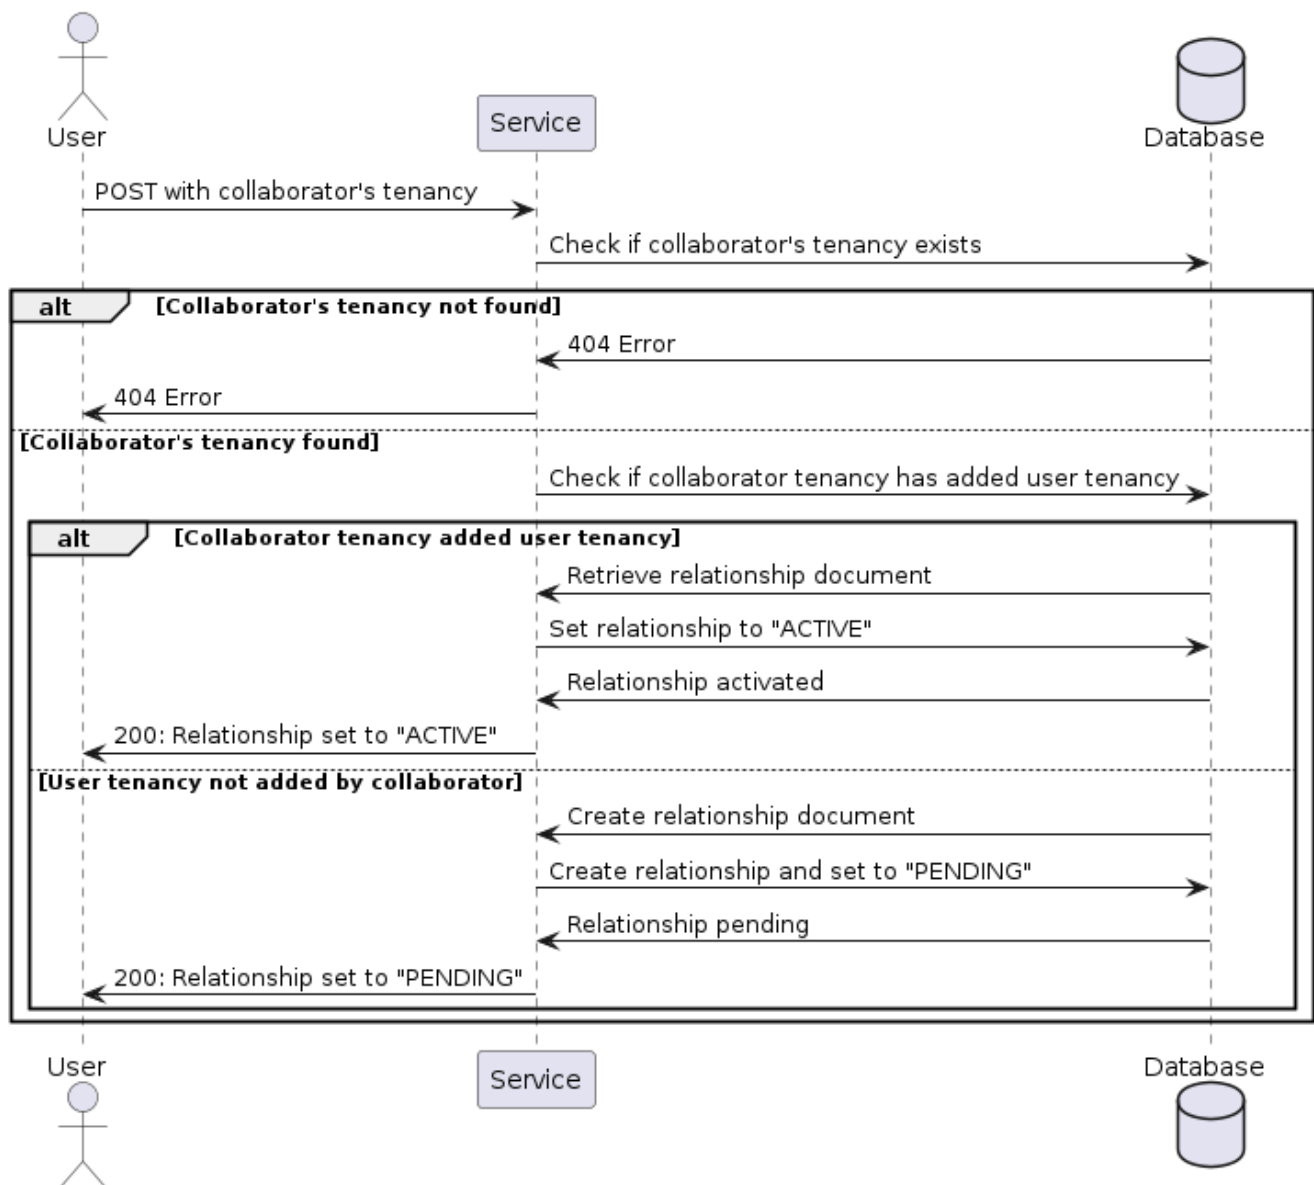 User
Service
Database
POST with collaborator's tenancy
Check if collaborator's tenancy exists
alt [Collaborator's tenancy not found]
404 Error
404 Error
[Collaborator's tenancy found]
Check if collaborator tenancy has added user tenancy
alt [Collaborator tenancy added user tenancy]
Retrieve relationship document
Set relationship to "ACTIVE"
Relationship activated
200: Relationship set to "ACTIVE"
[User tenancy not added by collaborator]
Create relationship document
Create relationship and set to "PENDING"
Relationship pending
200: Relationship set to "PENDING"
User
Service
Database